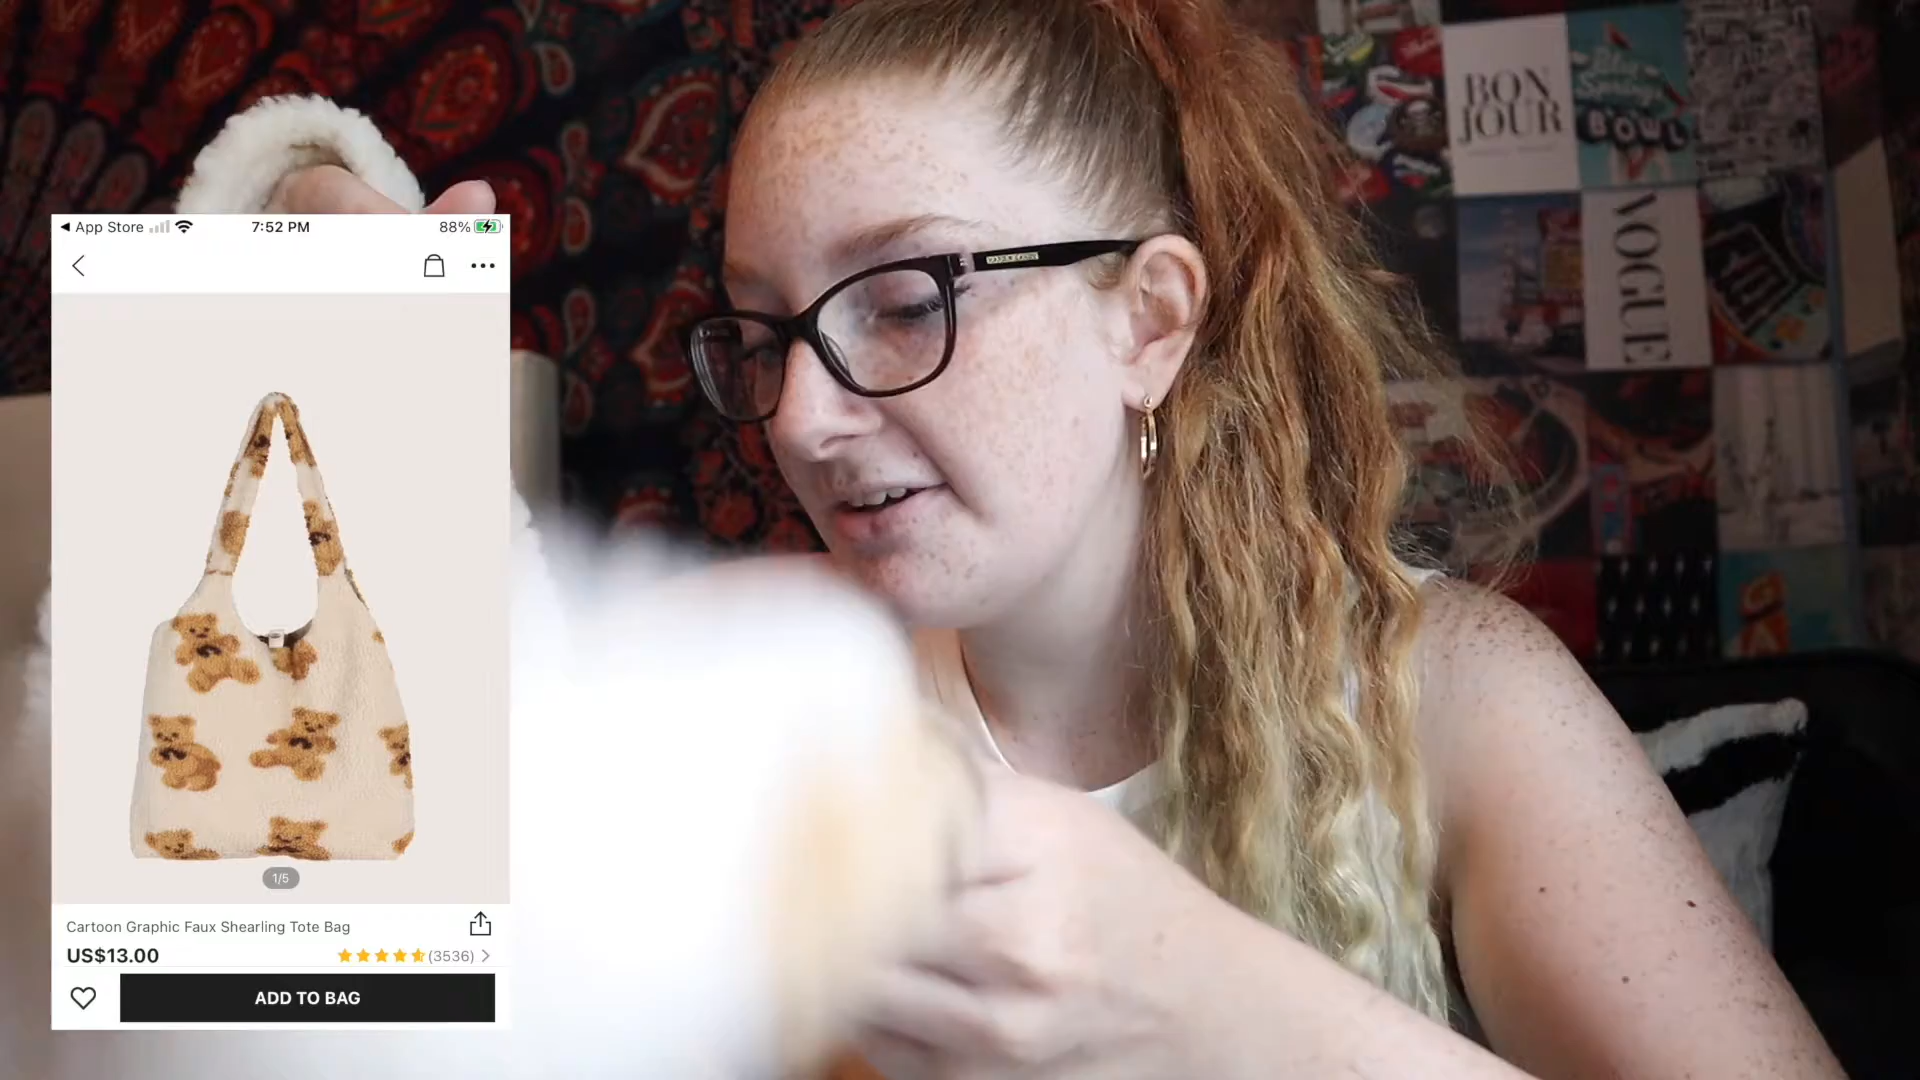 ◀ App Store
7:52 PM
88%
1/5
Cartoon Graphic Faux Shearling Tote Bag
US$13.00
(3536)
ADD TO BAG
BON
JOUR
Springs
BOWL
VOGUE